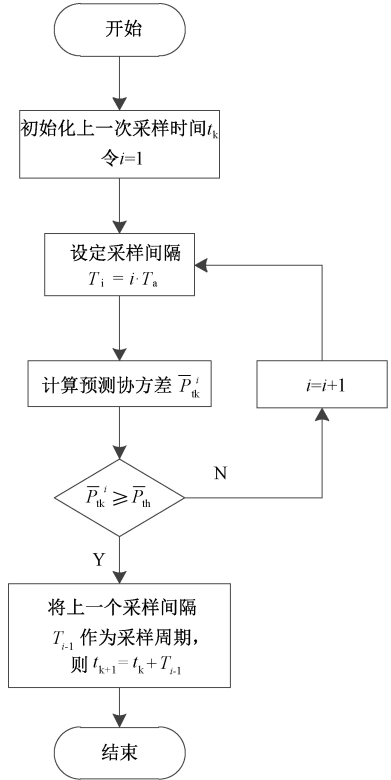 开始
初始化上一次采样时间tk
令i=1
设定采样间隔
Ti = i·Ta
计算预测协方差 P̅tk^i
i=i+1
P̅tk^i ≥ P̅th
N
Y
将上一个采样间隔
Ti-1 作为采样周期，
则 tk+1= tk+Ti-1
结束